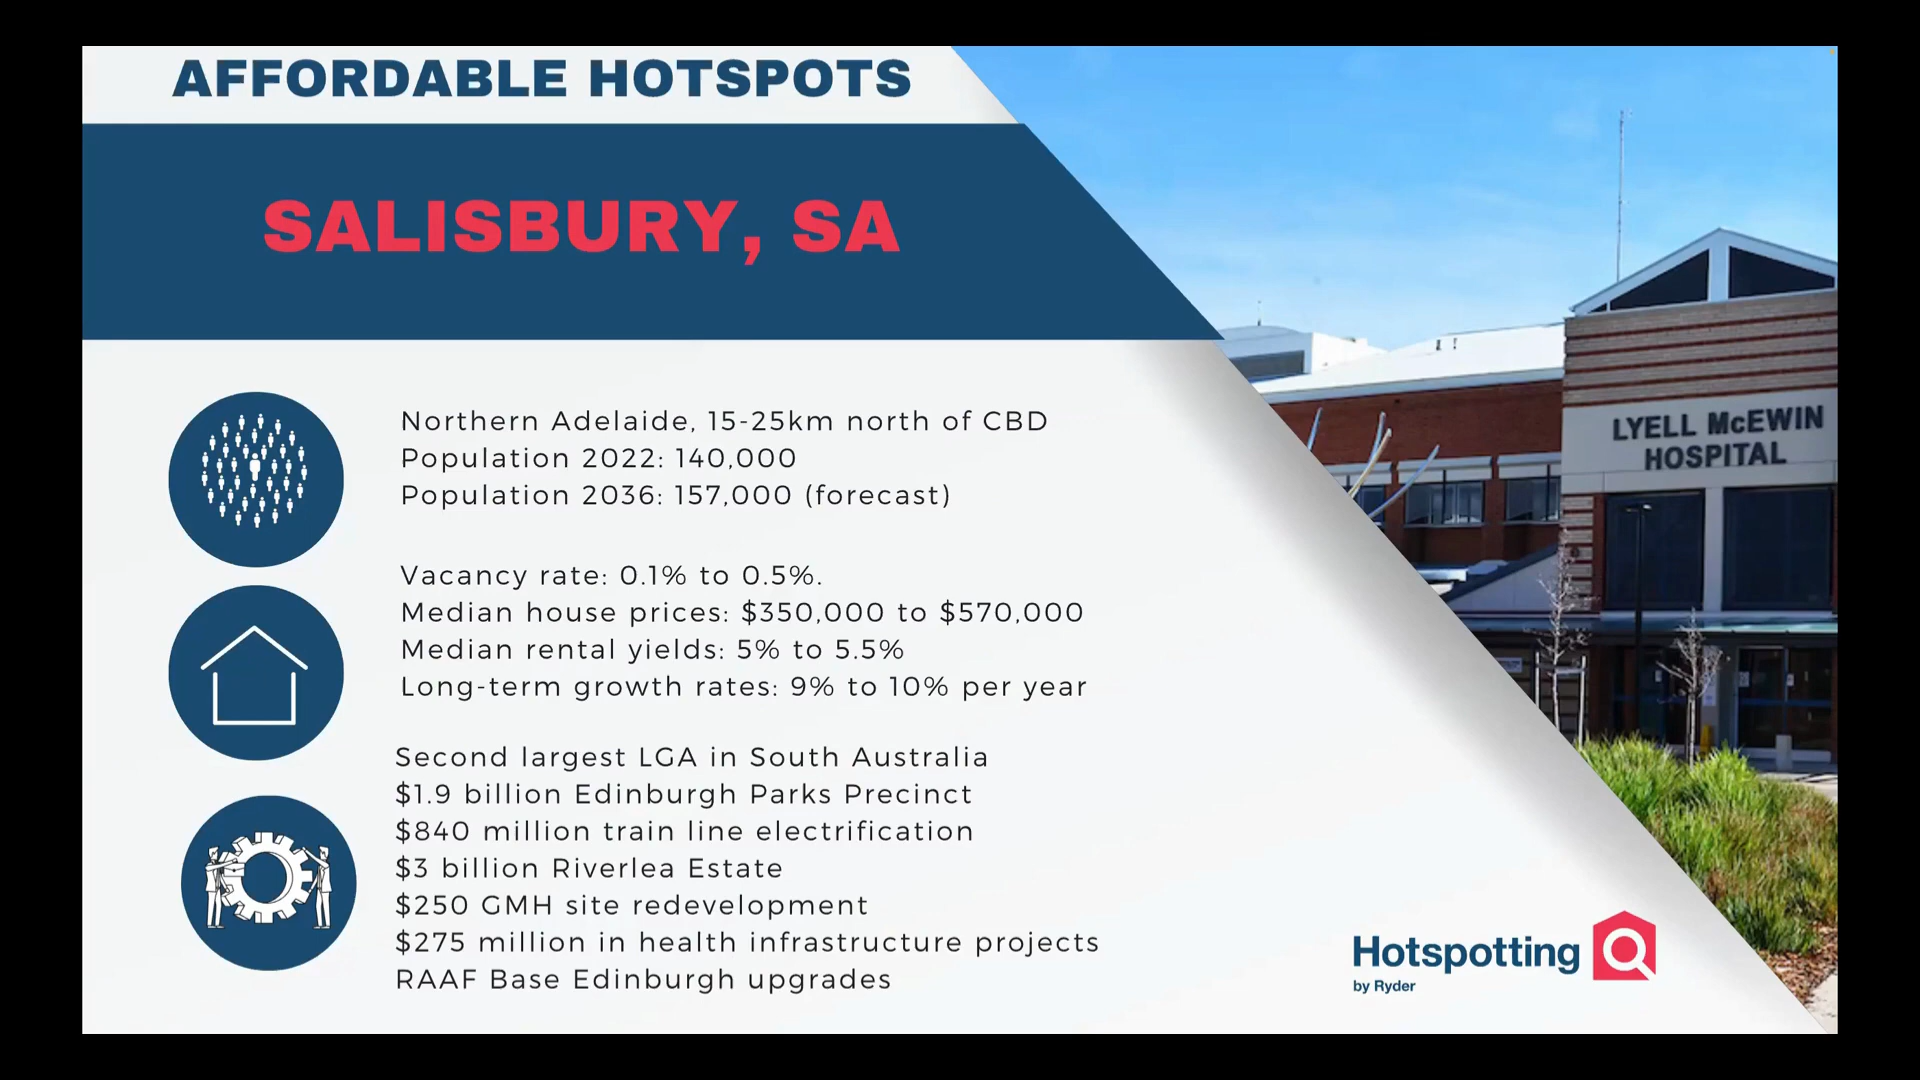 AFFORDABLE HOTSPOTS
SALISBURY, SA
Northern Adelaide, 15-25km north of CBD
Population 2022: 140,000
Population 2036: 157,000 (forecast)
Vacancy rate: 0.1% to 0.5%.
Median house prices: $350,000 to $570,000
Median rental yields: 5% to 5.5%
Long-term growth rates: 9% to 10% per year
Second largest LGA in South Australia
$1.9 billion Edinburgh Parks Precinct
$840 million train line electrification
$3 billion Riverlea Estate
$250 GMH site redevelopment
$275 million in health infrastructure projects
RAAF Base Edinburgh upgrades
LYELL McEWIN
HOSPITAL
Hotspotting
by Ryder